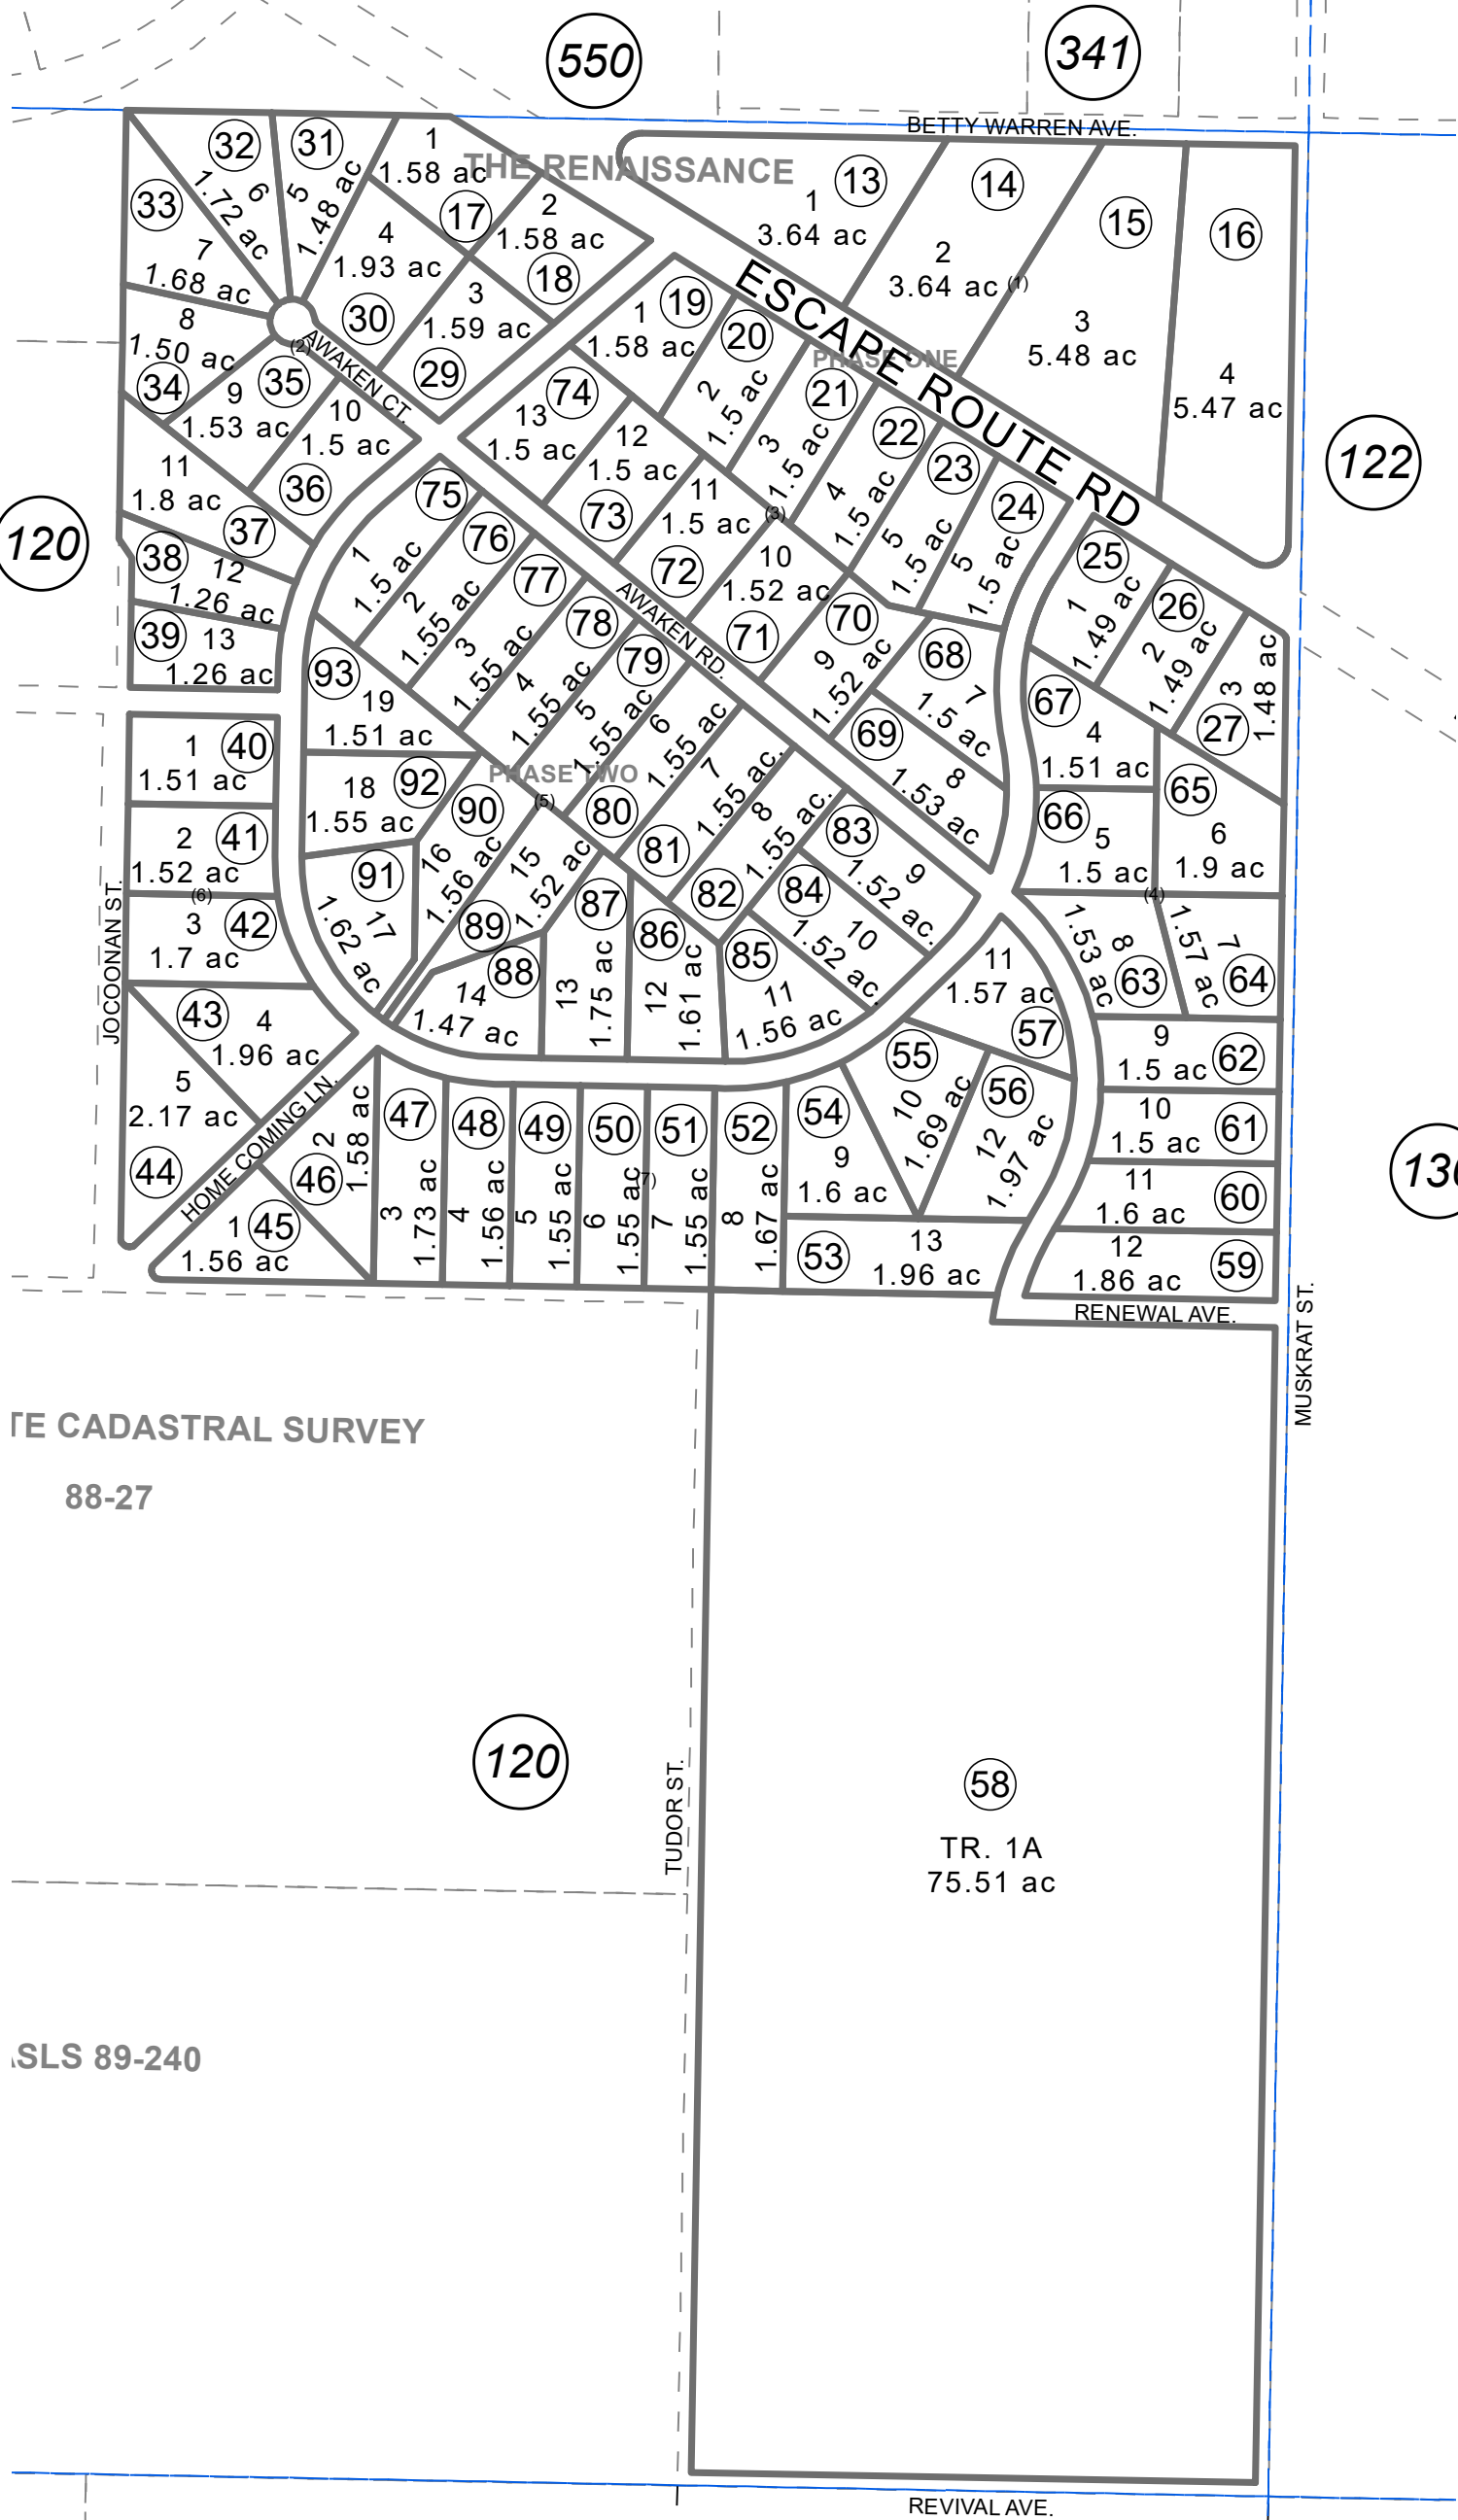 550
341
BETTY WARREN AVE.
THE RENAISSANCE
32
31
1
1.58 ac
17
33
6
1.72 ac
5
1.48 ac
7
1.68 ac
4
1.93 ac
30
2
1.58 ac
18
3
1.59 ac
29
13
1
3.64 ac
14
2
3.64 ac
(1)
15
3
5.48 ac
16
4
5.47 ac
ESCAPE ROUTE RD
PHASE ONE
122
8
1.50 ac
34
(2)
AWAKEN CT.
35
9
1.53 ac
10
1.5 ac
36
11
1.8 ac
37
120
38
12
1.26 ac
39
13
1.26 ac
19
1
1.58 ac
20
2
1.5 ac
21
3
1.5 ac
22
4
1.5 ac
23
5
1.5 ac
24
5
1.5 ac
74
13
1.5 ac
12
1.5 ac
73
11
1.5 ac
72
(3)
10
1.52 ac
71
70
9
1.52 ac
68
7
1.5 ac
69
8
1.53 ac
AWAKEN RD.
25
1
1.49 ac
26
2
1.49 ac
27
3
1.48 ac
67
4
1.51 ac
66
5
1.5 ac
65
6
1.9 ac
(4)
75
1
1.5 ac
76
2
1.55 ac
77
3
1.55 ac
78
4
1.55 ac
79
5
1.55 ac
6
1.55 ac
80
7
1.55 ac.
81
8
1.55 ac.
82
83
9
1.52 ac.
84
10
1.52 ac.
85
11
1.56 ac
93
19
1.51 ac
92
18
1.55 ac
PHASE TWO
(5)
91
17
1.62 ac
90
16
1.56 ac
89
15
1.52 ac
88
14
1.47 ac
87
13
1.75 ac
86
12
1.61 ac
1
40
1.51 ac
2
41
1.52 ac
(6)
3
42
1.7 ac
JOCOONAN ST.
43
4
1.96 ac
5
2.17 ac
44
HOME COMING LN.
8
1.53 ac
63
7
1.57 ac
64
9
1.5 ac
62
10
1.5 ac
61
11
1.6 ac
60
12
1.86 ac
59
RENEWAL AVE.
130
1
1.56 ac
45
46
2
1.58 ac
47
3
1.73 ac
48
4
1.56 ac
49
5
1.55 ac
50
6
1.55 ac
(7)
51
7
1.55 ac
52
8
1.67 ac
54
9
1.6 ac
55
10
1.69 ac
56
12
1.97 ac
11
1.57 ac
57
53
13
1.96 ac
MUSKRAT ST.
TE CADASTRAL SURVEY
88-27
120
TUDOR ST.
58
TR. 1A
75.51 ac
SLS 89-240
REVIVAL AVE.